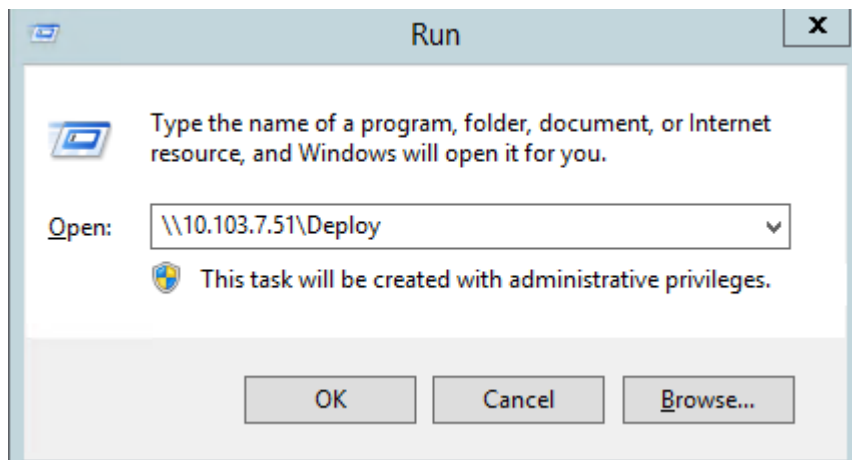 Run
x
Type the name of a program, folder, document, or Internet
resource, and Windows will open it for you.
Open: \\10.103.7.51\Deploy
This task will be created with administrative privileges.
OK Cancel Browse...